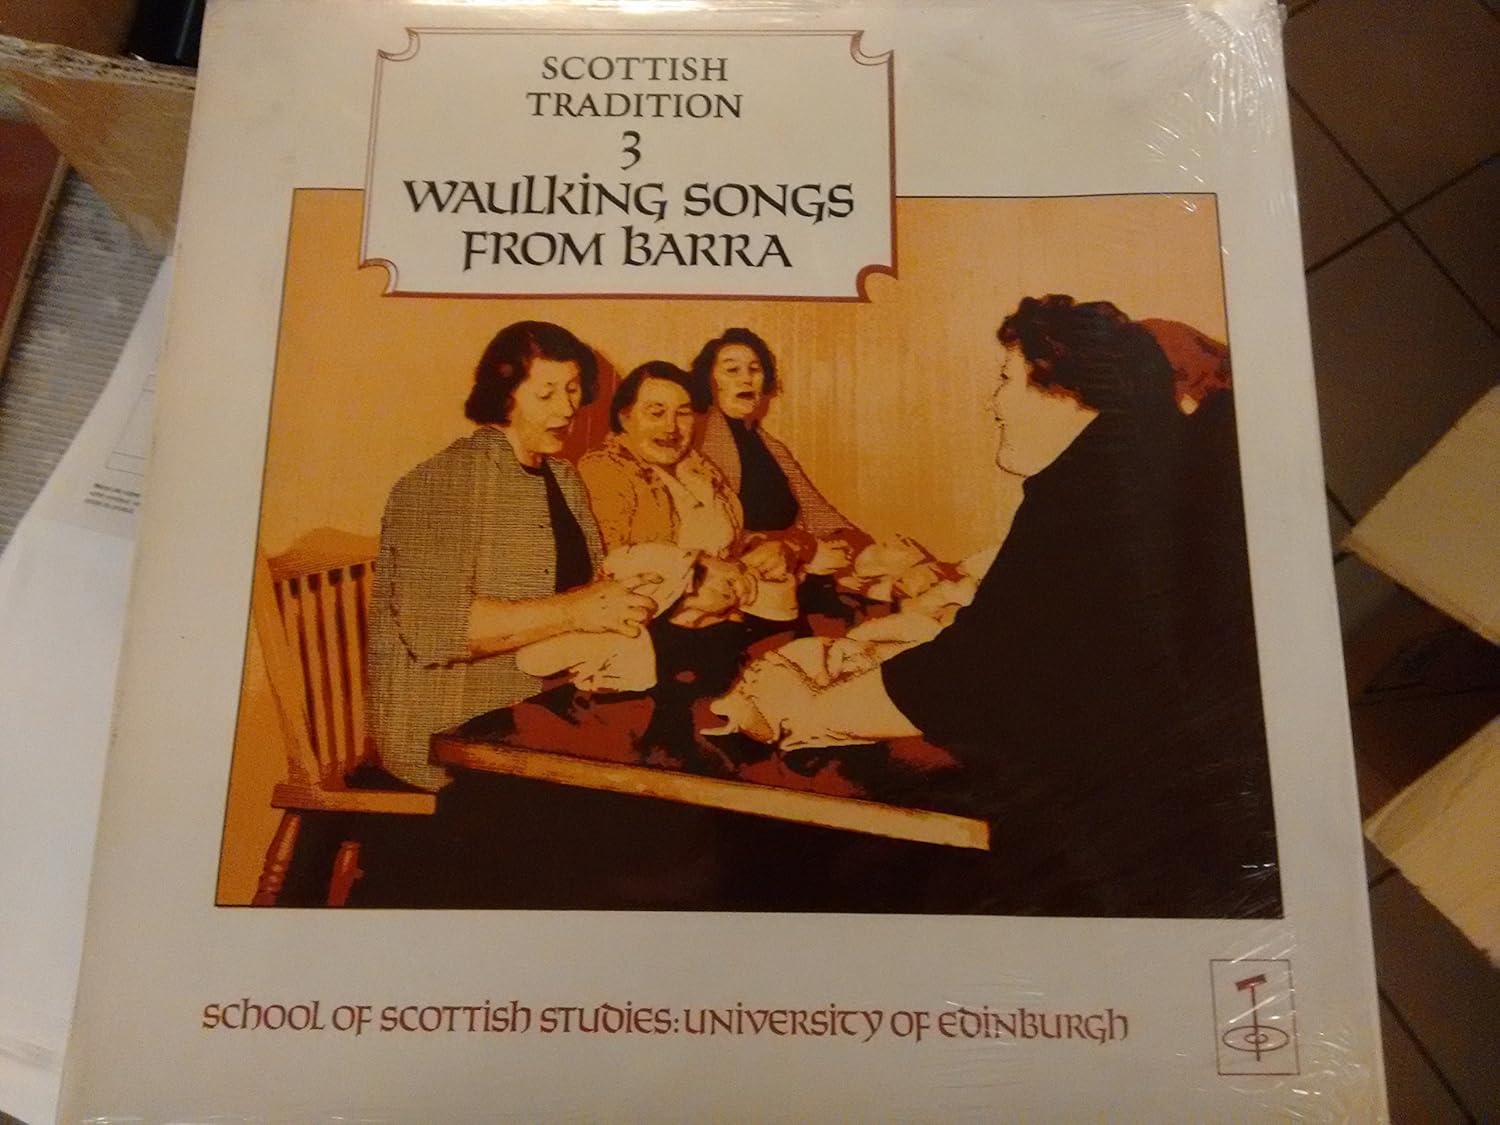 SCOTTISH
TRADITION
3
WAULKING SONGS
FROM BARRA
SCHOOL OF SCOTTISH STUDIES: UNIVERSITY OF EDINBURGH